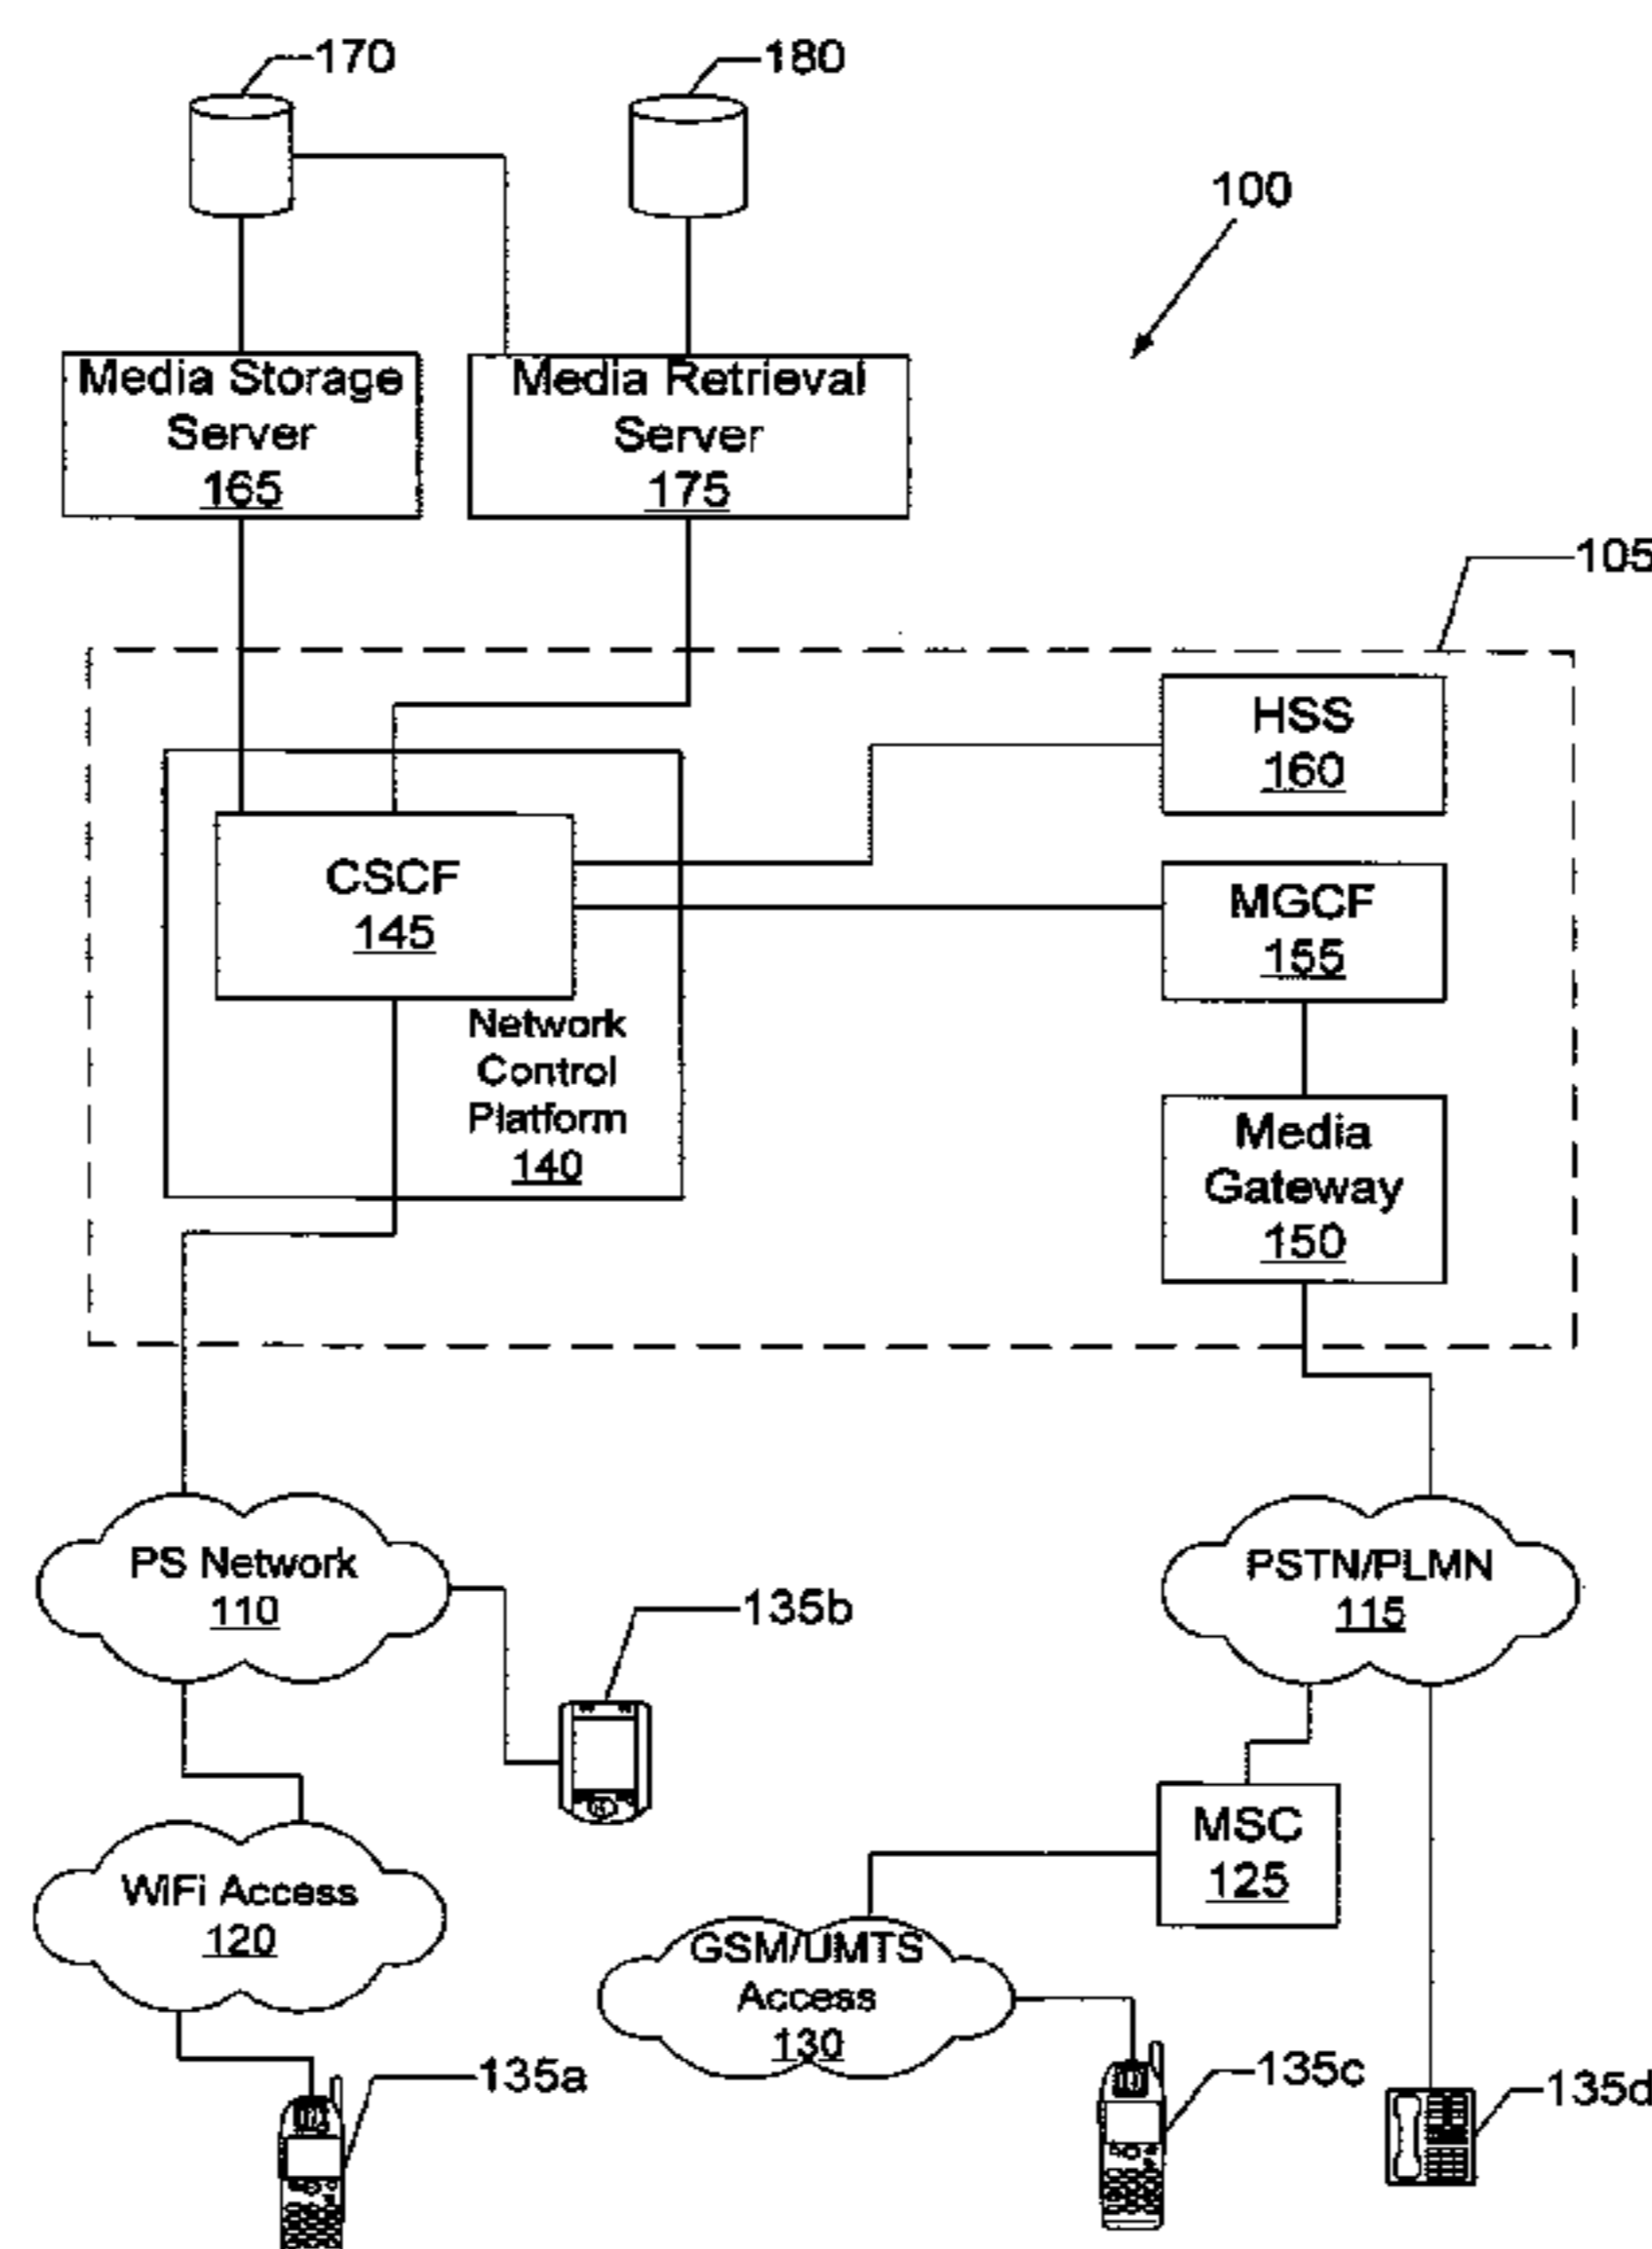 170
180
100
Media Storage
Server
165
Media Retrieval
Server
175
105
HSS
160
CSCF
145
MGCF
155
Network
Control
Platform
140
Media
Gateway
150
PS Network
110
135b
PSTN/PLMN
115
MSC
125
WiFi Access
120
GSM/UMTS
Access
130
135a
135c
135d